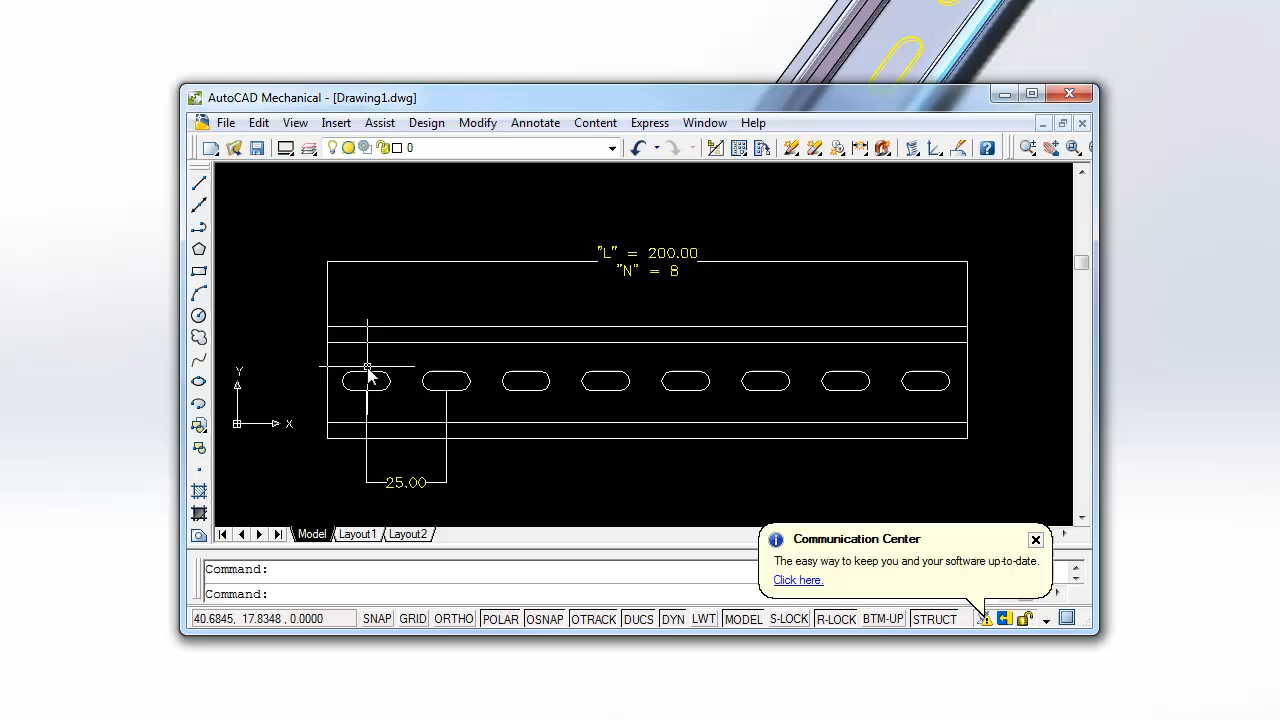 AutoCAD Mechanical - [Drawing1.dwg]
File Edit View Insert Assist Design Modify Annotate Content Express Window Help
0
"L" = 200.00
"N" = 8
Y
X
25.00
Model Layout1 Layout2
Communication Center
The easy way to keep you and your software up-to-date.
Click here.
Command:
Command:
40.6845, 17.8348 , 0.0000 SNAP GRID ORTHO POLAR OSNAP OTRACK DUCS DYN LWT MODEL S-LOCK R-LOCK BTM-UP STRUCT